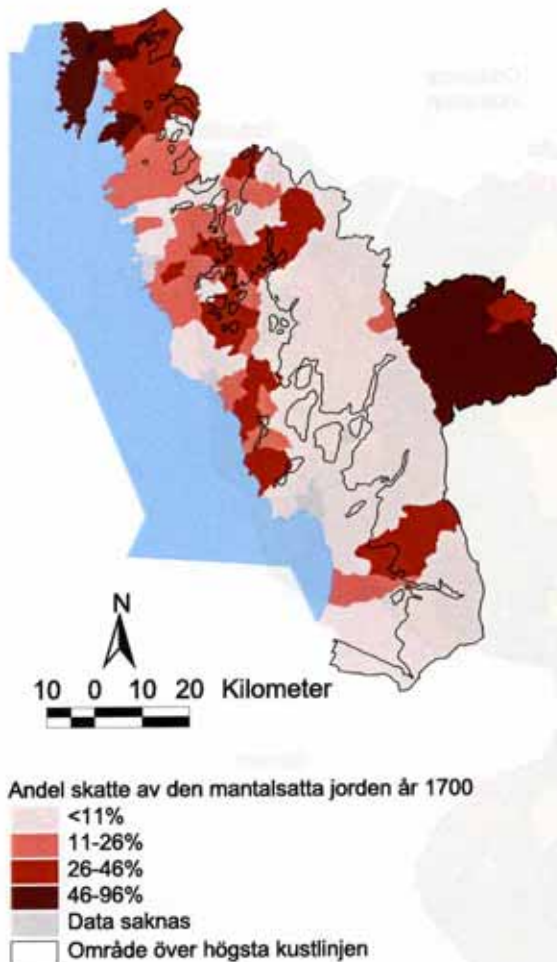 N
10 0 10 20 Kilometer
Andel skatte av den mantalsatta jorden år 1700
<11%
11-26%
26-46%
46-96%
Data saknas
Område över högsta kustlinjen